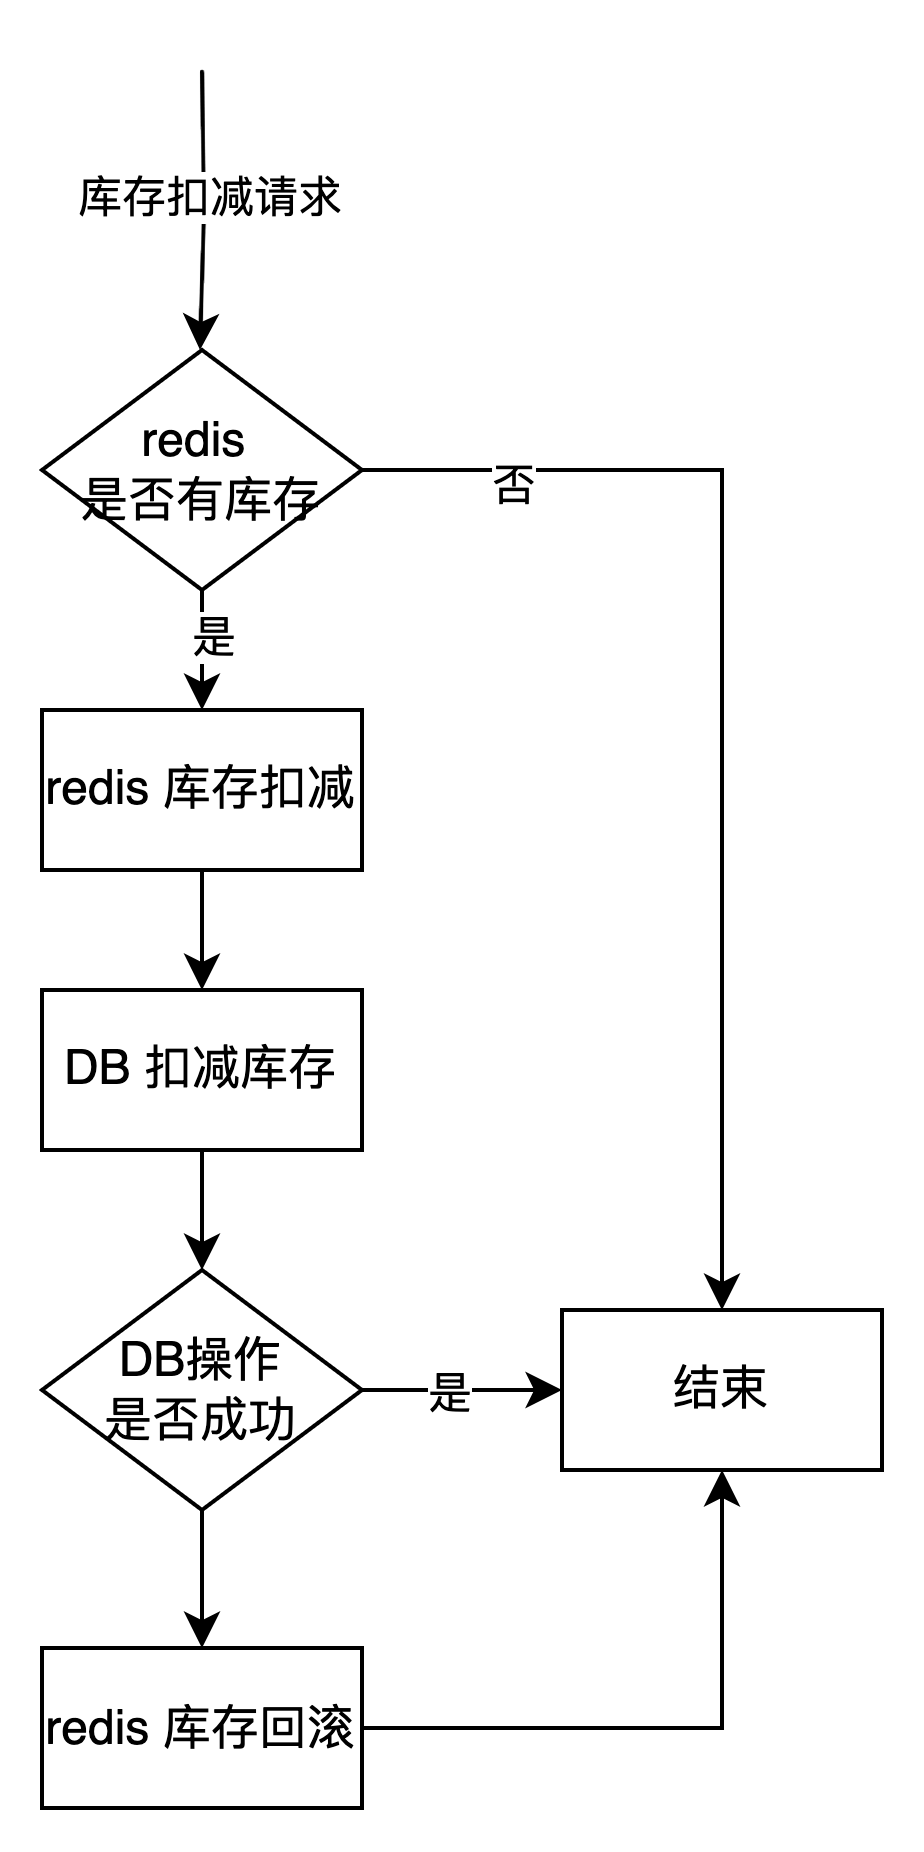 库存扣减请求
redis
是否有库存
否
是
redis 库存扣减
DB 扣减库存
DB操作
是否成功
是
结束
redis 库存回滚